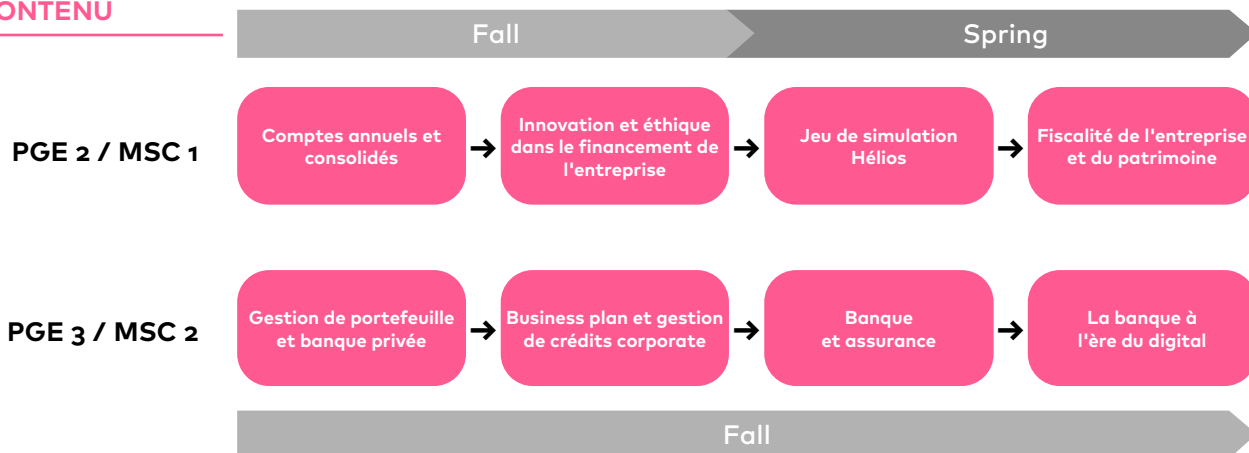 ONTENU
Fall
Spring
PGE 2 / MSC 1
Comptes annuels et
consolidés
Innovation et éthique
dans le financement de
l'entreprise
Jeu de simulation
Hélios
Fiscalité de l'entreprise
et du patrimoine
PGE 3 / MSC 2
Gestion de portefeuille
et banque privée
Business plan et gestion
de crédits corporate
Banque
et assurance
La banque à
l'ère du digital
Fall